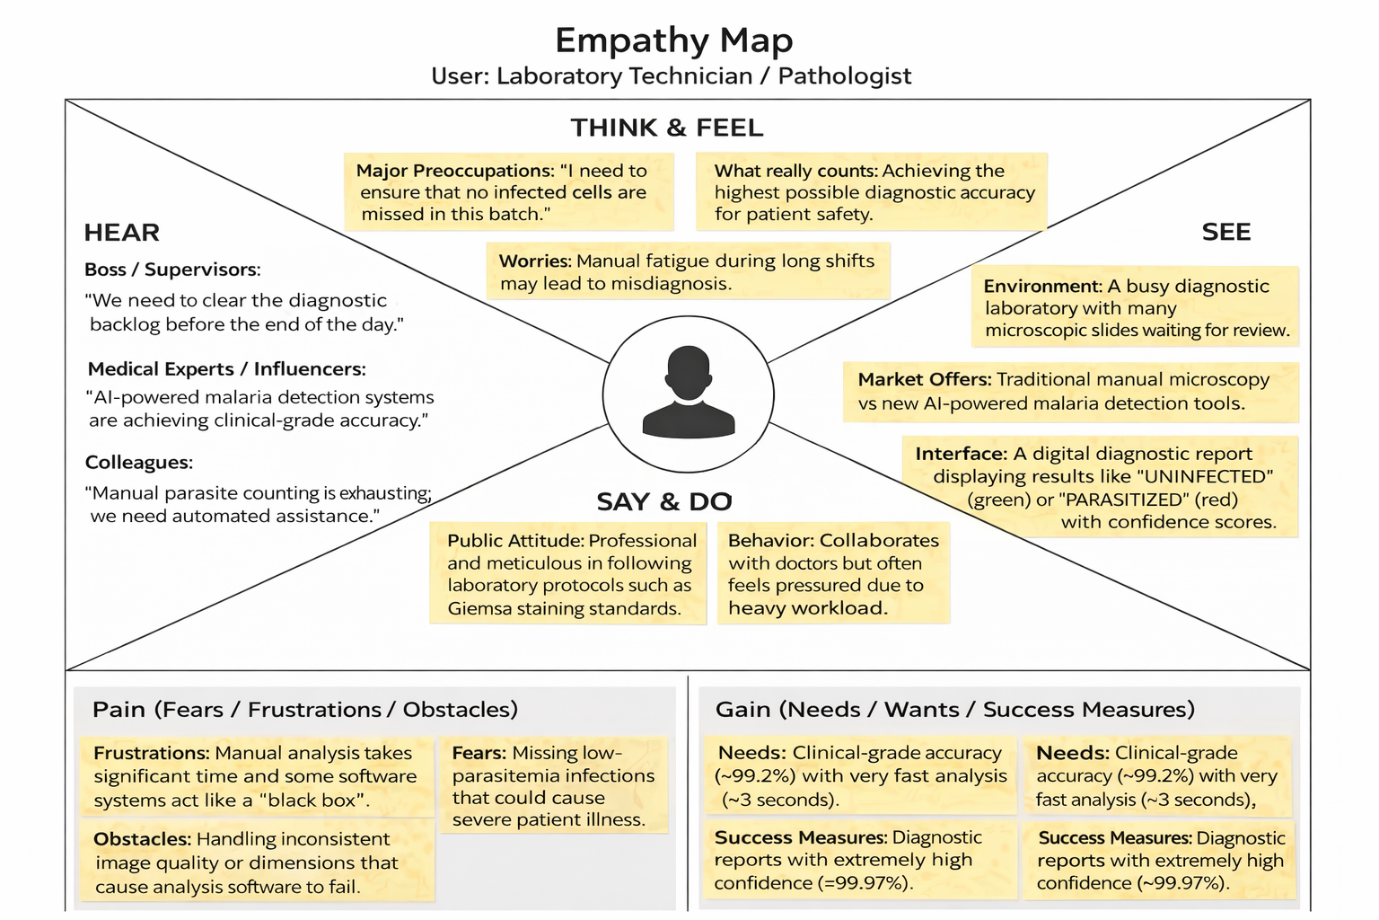 Empathy Map
User: Laboratory Technician / Pathologist
THINK & FEEL
Major Preoccupations: "I need to
ensure that no infected cells are
missed in this batch."
What really counts: Achieving the
highest possible diagnostic accuracy
for patient safety.
Worries: Manual fatigue during long shifts
may lead to misdiagnosis.
HEAR
Boss / Supervisors:
"We need to clear the diagnostic
backlog before the end of the day."
Medical Experts / Influencers:
"AI-powered malaria detection systems
are achieving clinical-grade accuracy."
Colleagues:
"Manual parasite counting is exhausting;
we need automated assistance."
SEE
Environment: A busy diagnostic
laboratory with many
microscopic slides waiting for review.
Market Offers: Traditional manual microscopy
vs new AI-powered malaria detection tools.
Interface: A digital diagnostic report
displaying results like "UNINFECTED"
(green) or "PARASITIZED" (red)
with confidence scores.
SAY & DO
Public Attitude: Professional
and meticulous in following
laboratory protocols such as
Giemsa staining standards.
Behavior: Collaborates
with doctors but often
feels pressured due to
heavy workload.
Pain (Fears / Frustrations / Obstacles)
Frustrations: Manual analysis takes
significant time and some software
systems act like a "black box".
Fears: Missing low-
parasitemia infections
that could cause
severe patient illness.
Obstacles: Handling inconsistent
image quality or dimensions that
cause analysis software to fail.
Gain (Needs / Wants / Success Measures)
Needs: Clinical-grade accuracy
(~99.2%) with very fast analysis
(~3 seconds).
Needs: Clinical-grade
accuracy (~99.2%) with very
fast analysis (~3 seconds),
Success Measures: Diagnostic
reports with extremely high
confidence (=99.97%).
Success Measures: Diagnostic
reports with extremely high
confidence (~99.97%).